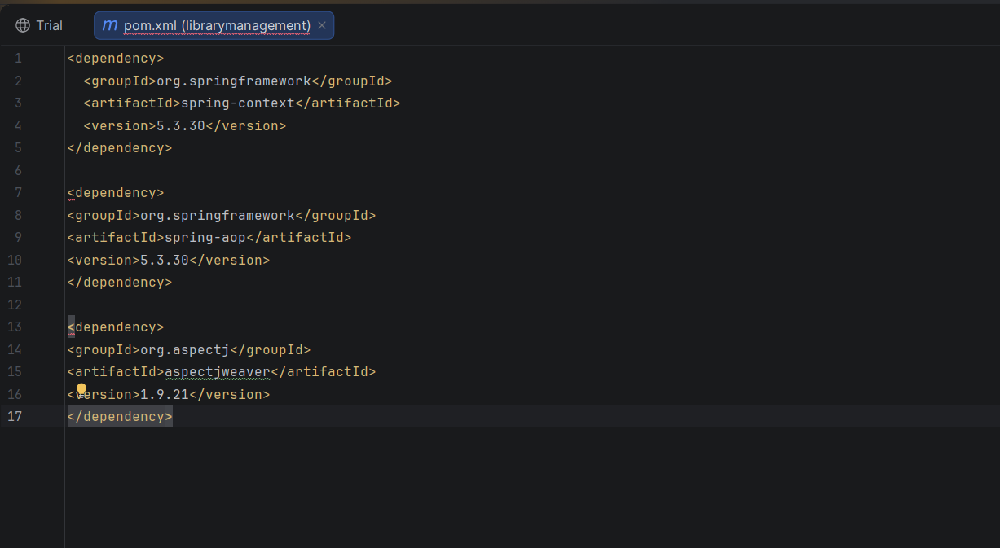 Trial
m pom.xml (librarymanagement) ×
1 <dependency>
2   <groupId>org.springframework</groupId>
3   <artifactId>spring-context</artifactId>
4   <version>5.3.30</version>
5 </dependency>
6
7 <dependency>
8 <groupId>org.springframework</groupId>
9 <artifactId>spring-aop</artifactId>
10 <version>5.3.30</version>
11 </dependency>
12
13 <dependency>
14 <groupId>org.aspectj</groupId>
15 <artifactId>aspectjweaver</artifactId>
16 <version>1.9.21</version>
17 </dependency>